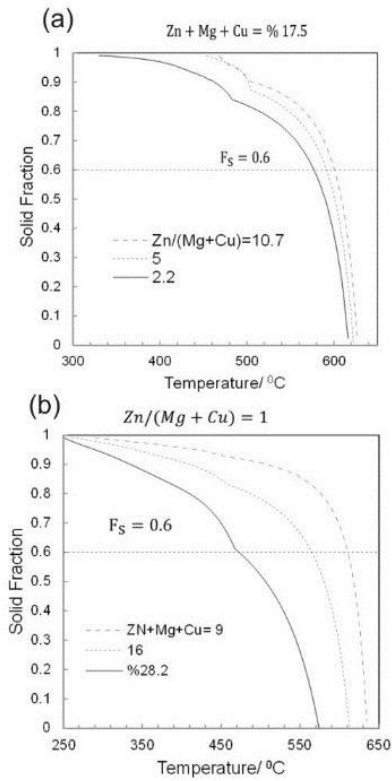 (a)
Zn + Mg + Cu = % 17.5
1
0.9
0.8
0.7
F_S = 0.6
0.6
0.5
0.4
Zn/(Mg+Cu)=10.7
0.3
5
0.2
2.2
0.1
0
Solid Fraction
300 400 500 600
Temperature/ ⁰C
(b)
Zn/(Mg + Cu) = 1
1
0.9
0.8
0.7
F_S = 0.6
0.6
0.5
0.4
0.3
ZN+Mg+Cu= 9
0.2
16
0.1
%28.2
0
Solid Fraction
250 350 450 550 650
Temperature/ ⁰C